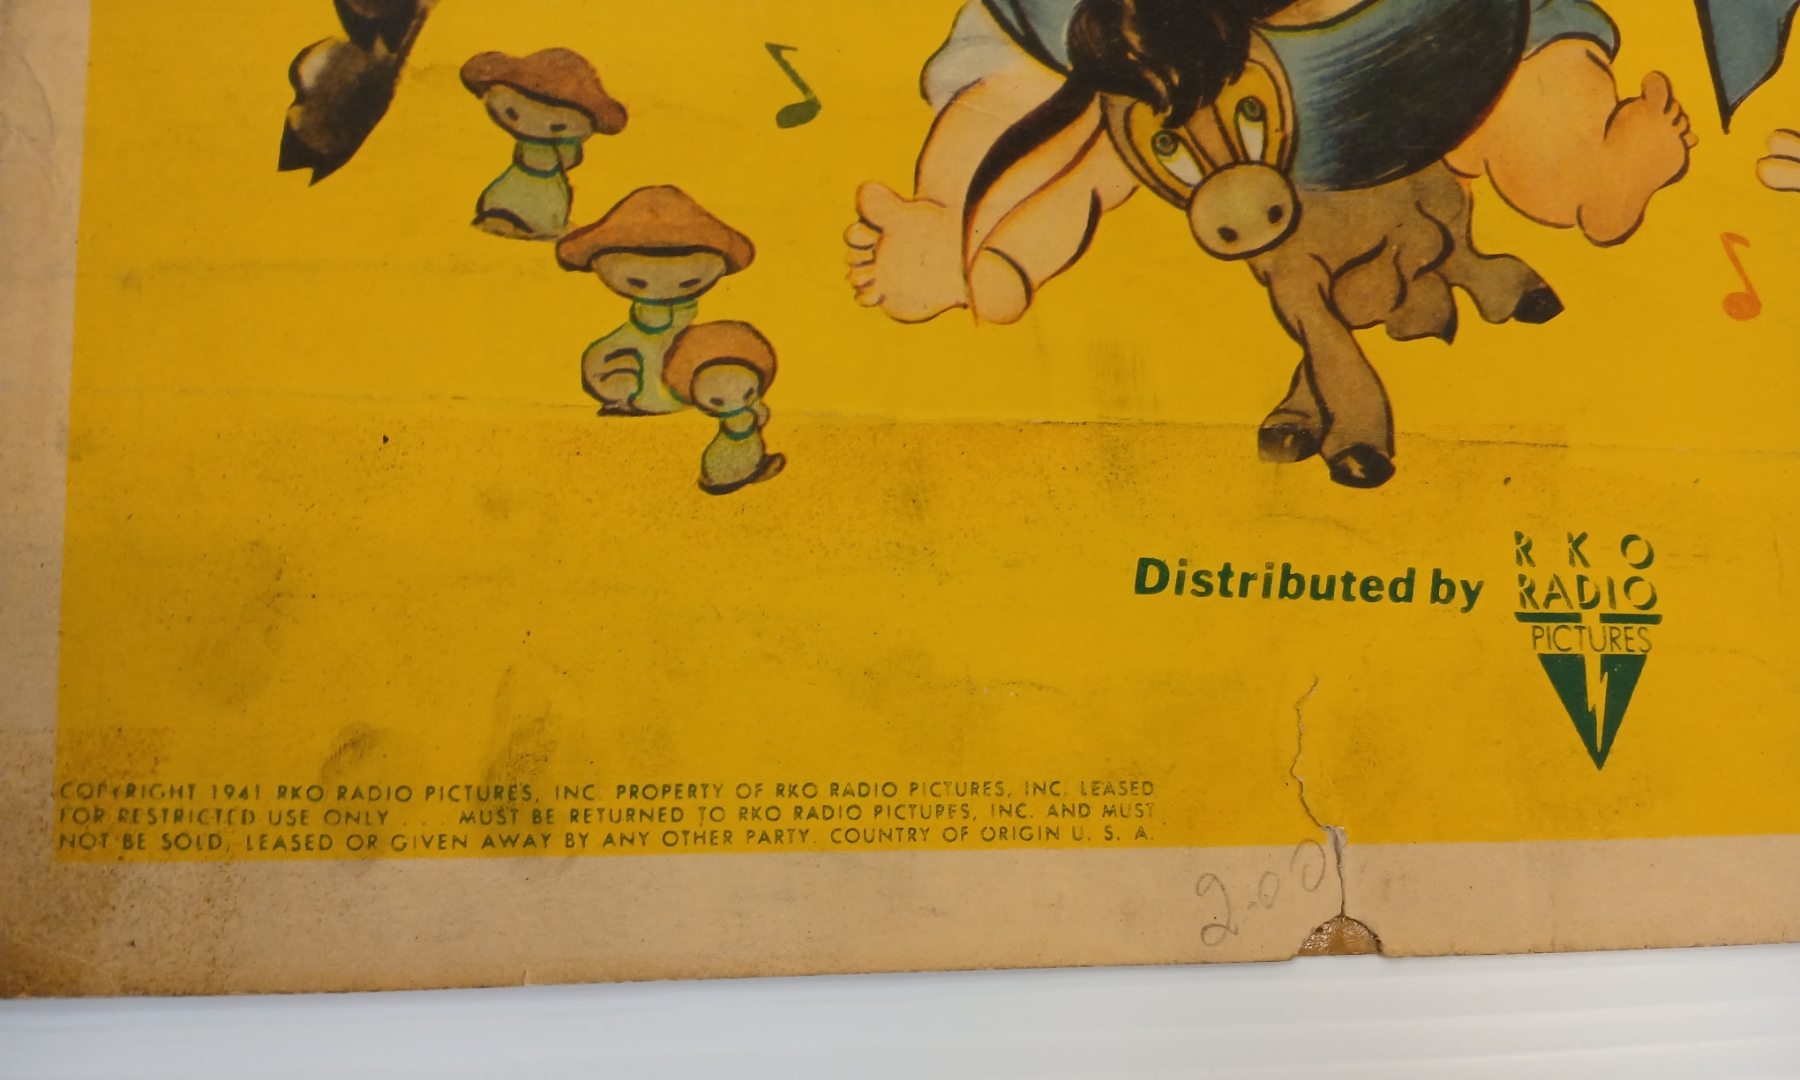 Distributed by
R K O
RADIO
PICTURES
COPYRIGHT 1941 RKO RADIO PICTURES, INC. PROPERTY OF RKO RADIO PICTURES, INC. LEASED
FOR RESTRICTED USE ONLY . . . MUST BE RETURNED TO RKO RADIO PICTURES, INC. AND MUST
NOT BE SOLD, LEASED OR GIVEN AWAY BY ANY OTHER PARTY. COUNTRY OF ORIGIN U. S. A.
2.00